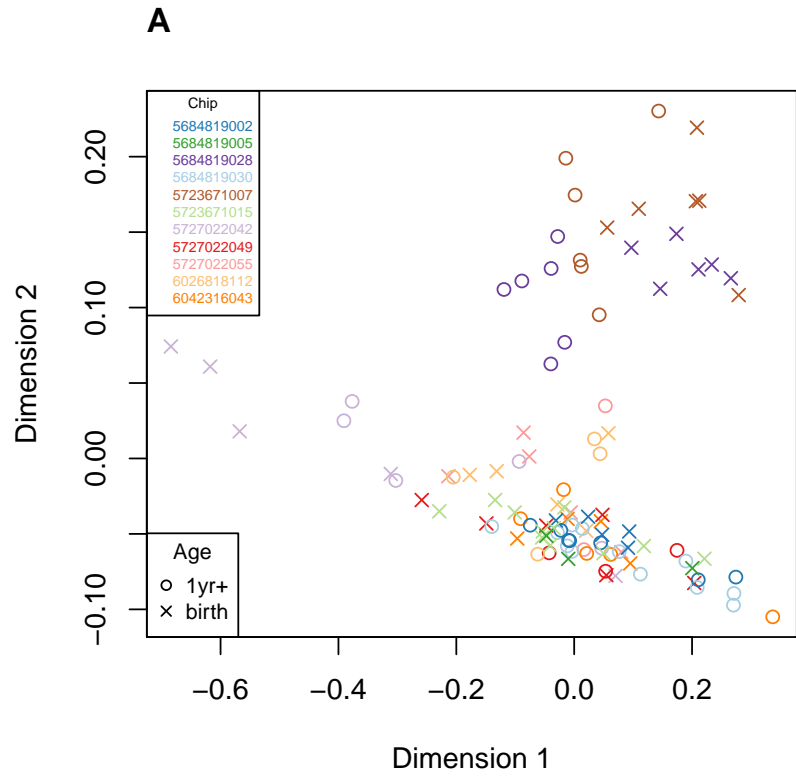 A
Chip
5684819002
5684819005
5684819028
5684819030
5723671007
5723671015
5727022042
5727022049
5727022055
6026818112
6042316043
Age
1yr+
birth
Dimension 2
0.20
0.10
0.00
−0.10
−0.6 −0.4 −0.2 0.0 0.2
Dimension 1